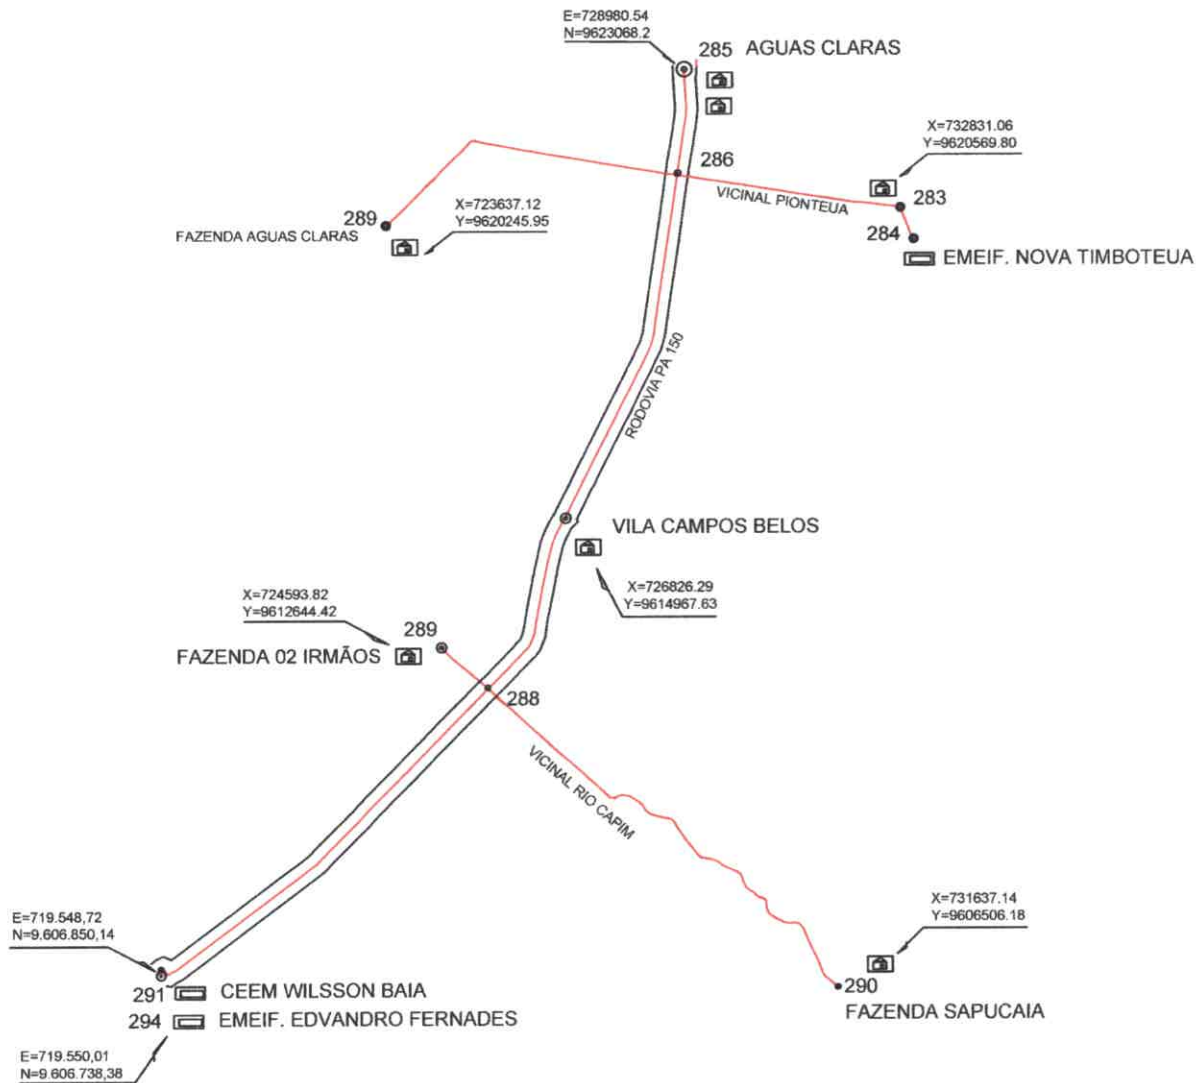 E=728980.54
N=9623068.2
285 AGUAS CLARAS
X=732831.06
Y=9620569.80
286
VICINAL PIONTEUA
283
X=723637.12
Y=9620245.95
289
FAZENDA AGUAS CLARAS
284
EMEIF. NOVA TIMBOTEUA
RODOVIA PA 150
VILA CAMPOS BELOS
X=726826.29
Y=9614967.63
X=724593.82
Y=9612644.42
289
FAZENDA 02 IRMÃOS
288
VICINAL RIO CAPIM
X=731637.14
Y=9606506.18
E=719.548,72
N=9.606.850,14
290
FAZENDA SAPUCAIA
291 CEEM WILSSON BAIA
294 EMEIF. EDVANDRO FERNADES
E=719.550,01
N=9.606.738,38